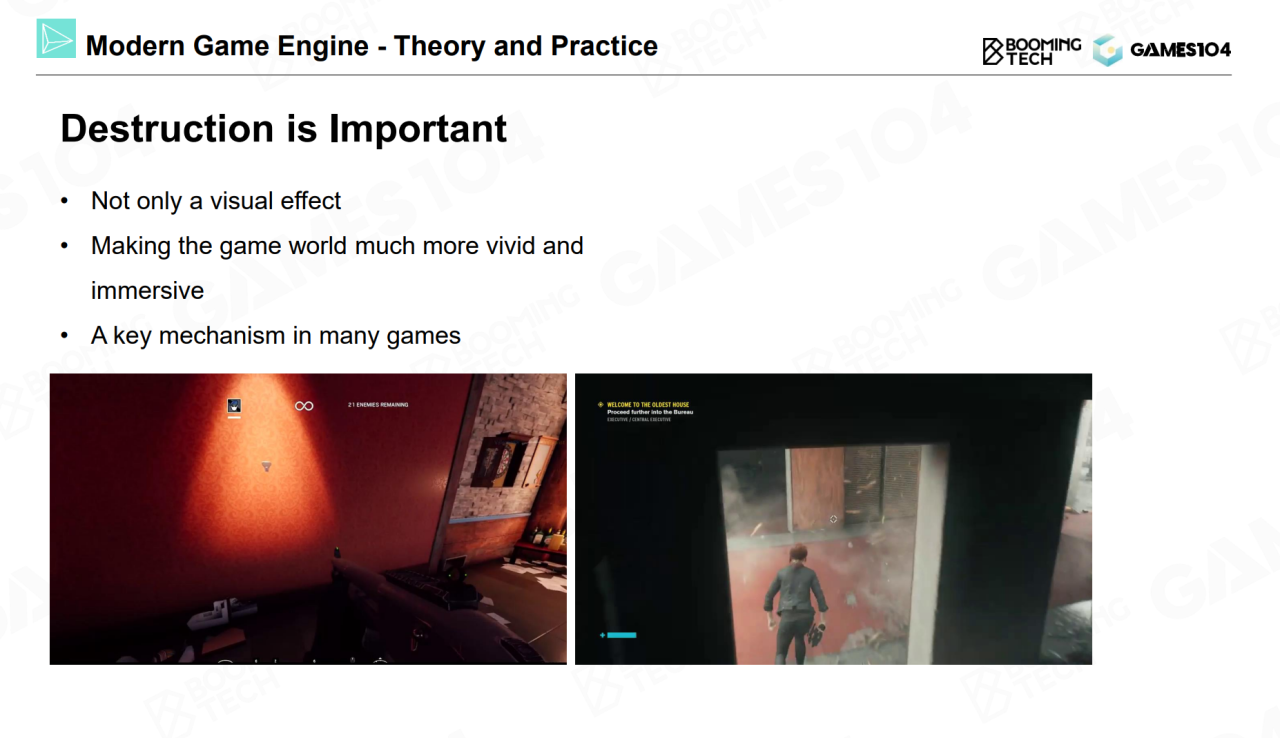 Modern Game Engine - Theory and Practice
BOOMING
TECH
GAMES104
Destruction is Important
• Not only a visual effect
• Making the game world much more vivid and
immersive
• A key mechanism in many games
21 ENEMIES REMAINING
WELCOME TO THE OLDEST HOUSE
Proceed further into the Bureau
EXECUTIVE / CENTRAL EXECUTIVE